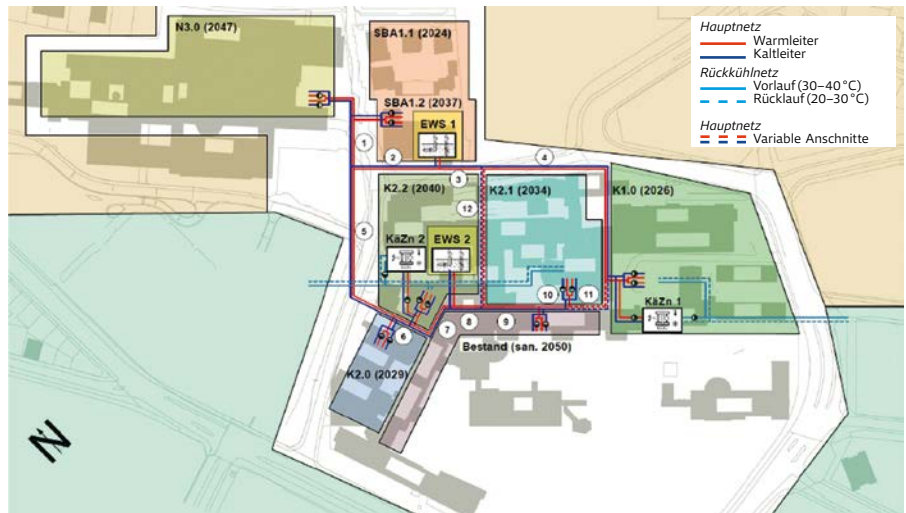 N3.0 (2047)
SBA1.1 (2024)
SBA1.2 (2037)
EWS 1
Hauptnetz
Warmleiter
Kaltleiter
Rückkühlnetz
Vorlauf (30–40 °C)
Rücklauf (20–30 °C)
Hauptnetz
Variable Anschnitte
1
2
3
4
K2.2 (2040)
K2.1 (2034)
K1.0 (2026)
12
5
KäZn 2
EWS 2
10
11
KäZn 1
6
7
8
9
Bestand (san. 2050)
K2.0 (2029)
N